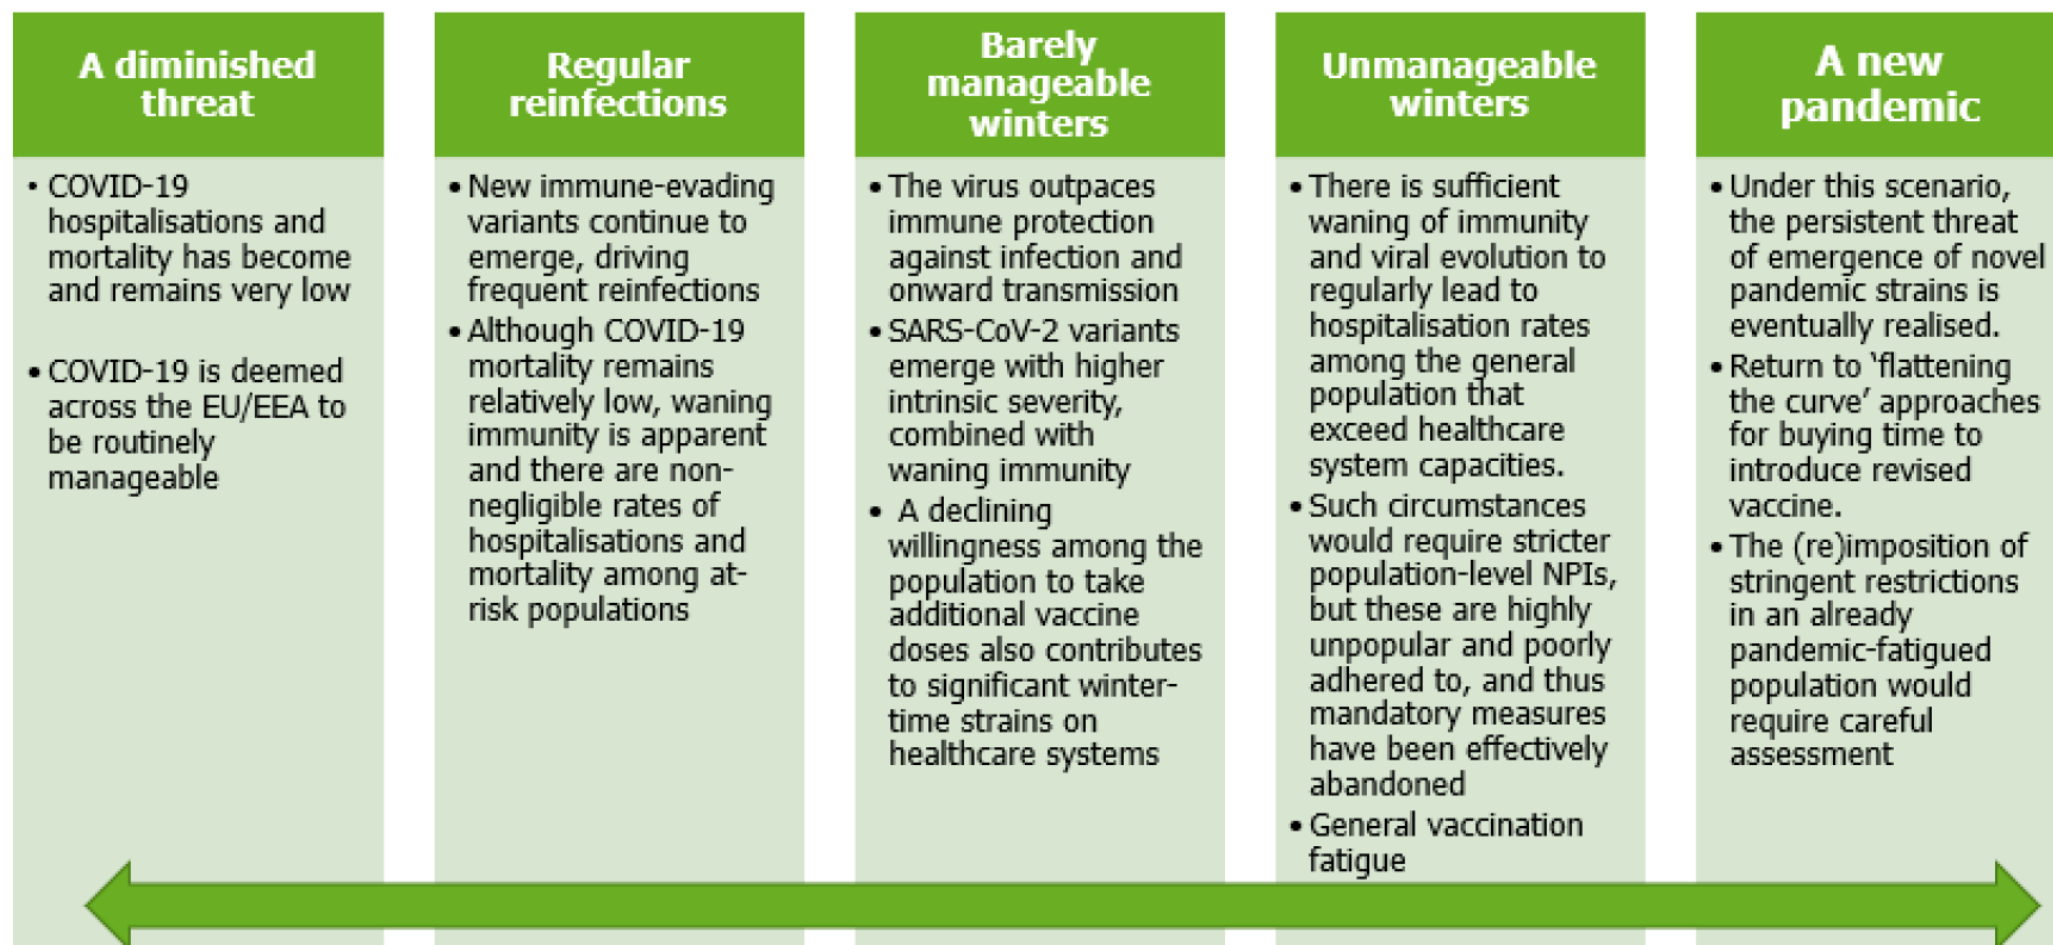 A diminished
threat
• COVID-19
hospitalisations and
mortality has become
and remains very low
• COVID-19 is deemed
across the EU/EEA to
be routinely
manageable
Regular
reinfections
• New immune-evading
variants continue to
emerge, driving
frequent reinfections
• Although COVID-19
mortality remains
relatively low, waning
immunity is apparent
and there are non-
negligible rates of
hospitalisations and
mortality among at-
risk populations
Barely
manageable
winters
• The virus outpaces
immune protection
against infection and
onward transmission
• SARS-CoV-2 variants
emerge with higher
intrinsic severity,
combined with
waning immunity
• A declining
willingness among the
population to take
additional vaccine
doses also contributes
to significant winter-
time strains on
healthcare systems
Unmanageable
winters
• There is sufficient
waning of immunity
and viral evolution to
regularly lead to
hospitalisation rates
among the general
population that
exceed healthcare
system capacities.
• Such circumstances
would require stricter
population-level NPIs,
but these are highly
unpopular and poorly
adhered to, and thus
mandatory measures
have been effectively
abandoned
• General vaccination
fatigue
A new
pandemic
• Under this scenario,
the persistent threat
of emergence of novel
pandemic strains is
eventually realised.
• Return to ‘flattening
the curve’ approaches
for buying time to
introduce revised
vaccine.
• The (re)imposition of
stringent restrictions
in an already
pandemic-fatigued
population would
require careful
assessment